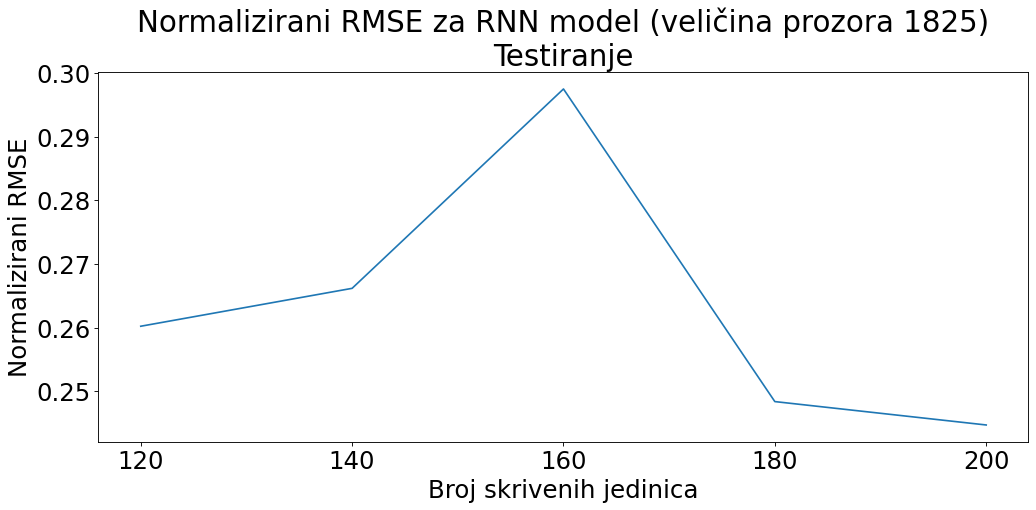 Normalizirani RMSE za RNN model (veličina prozora 1825)
Testiranje
Normalizirani RMSE
0.30
0.29
0.28
0.27
0.26
0.25
120 140 160 180 200
Broj skrivenih jedinica